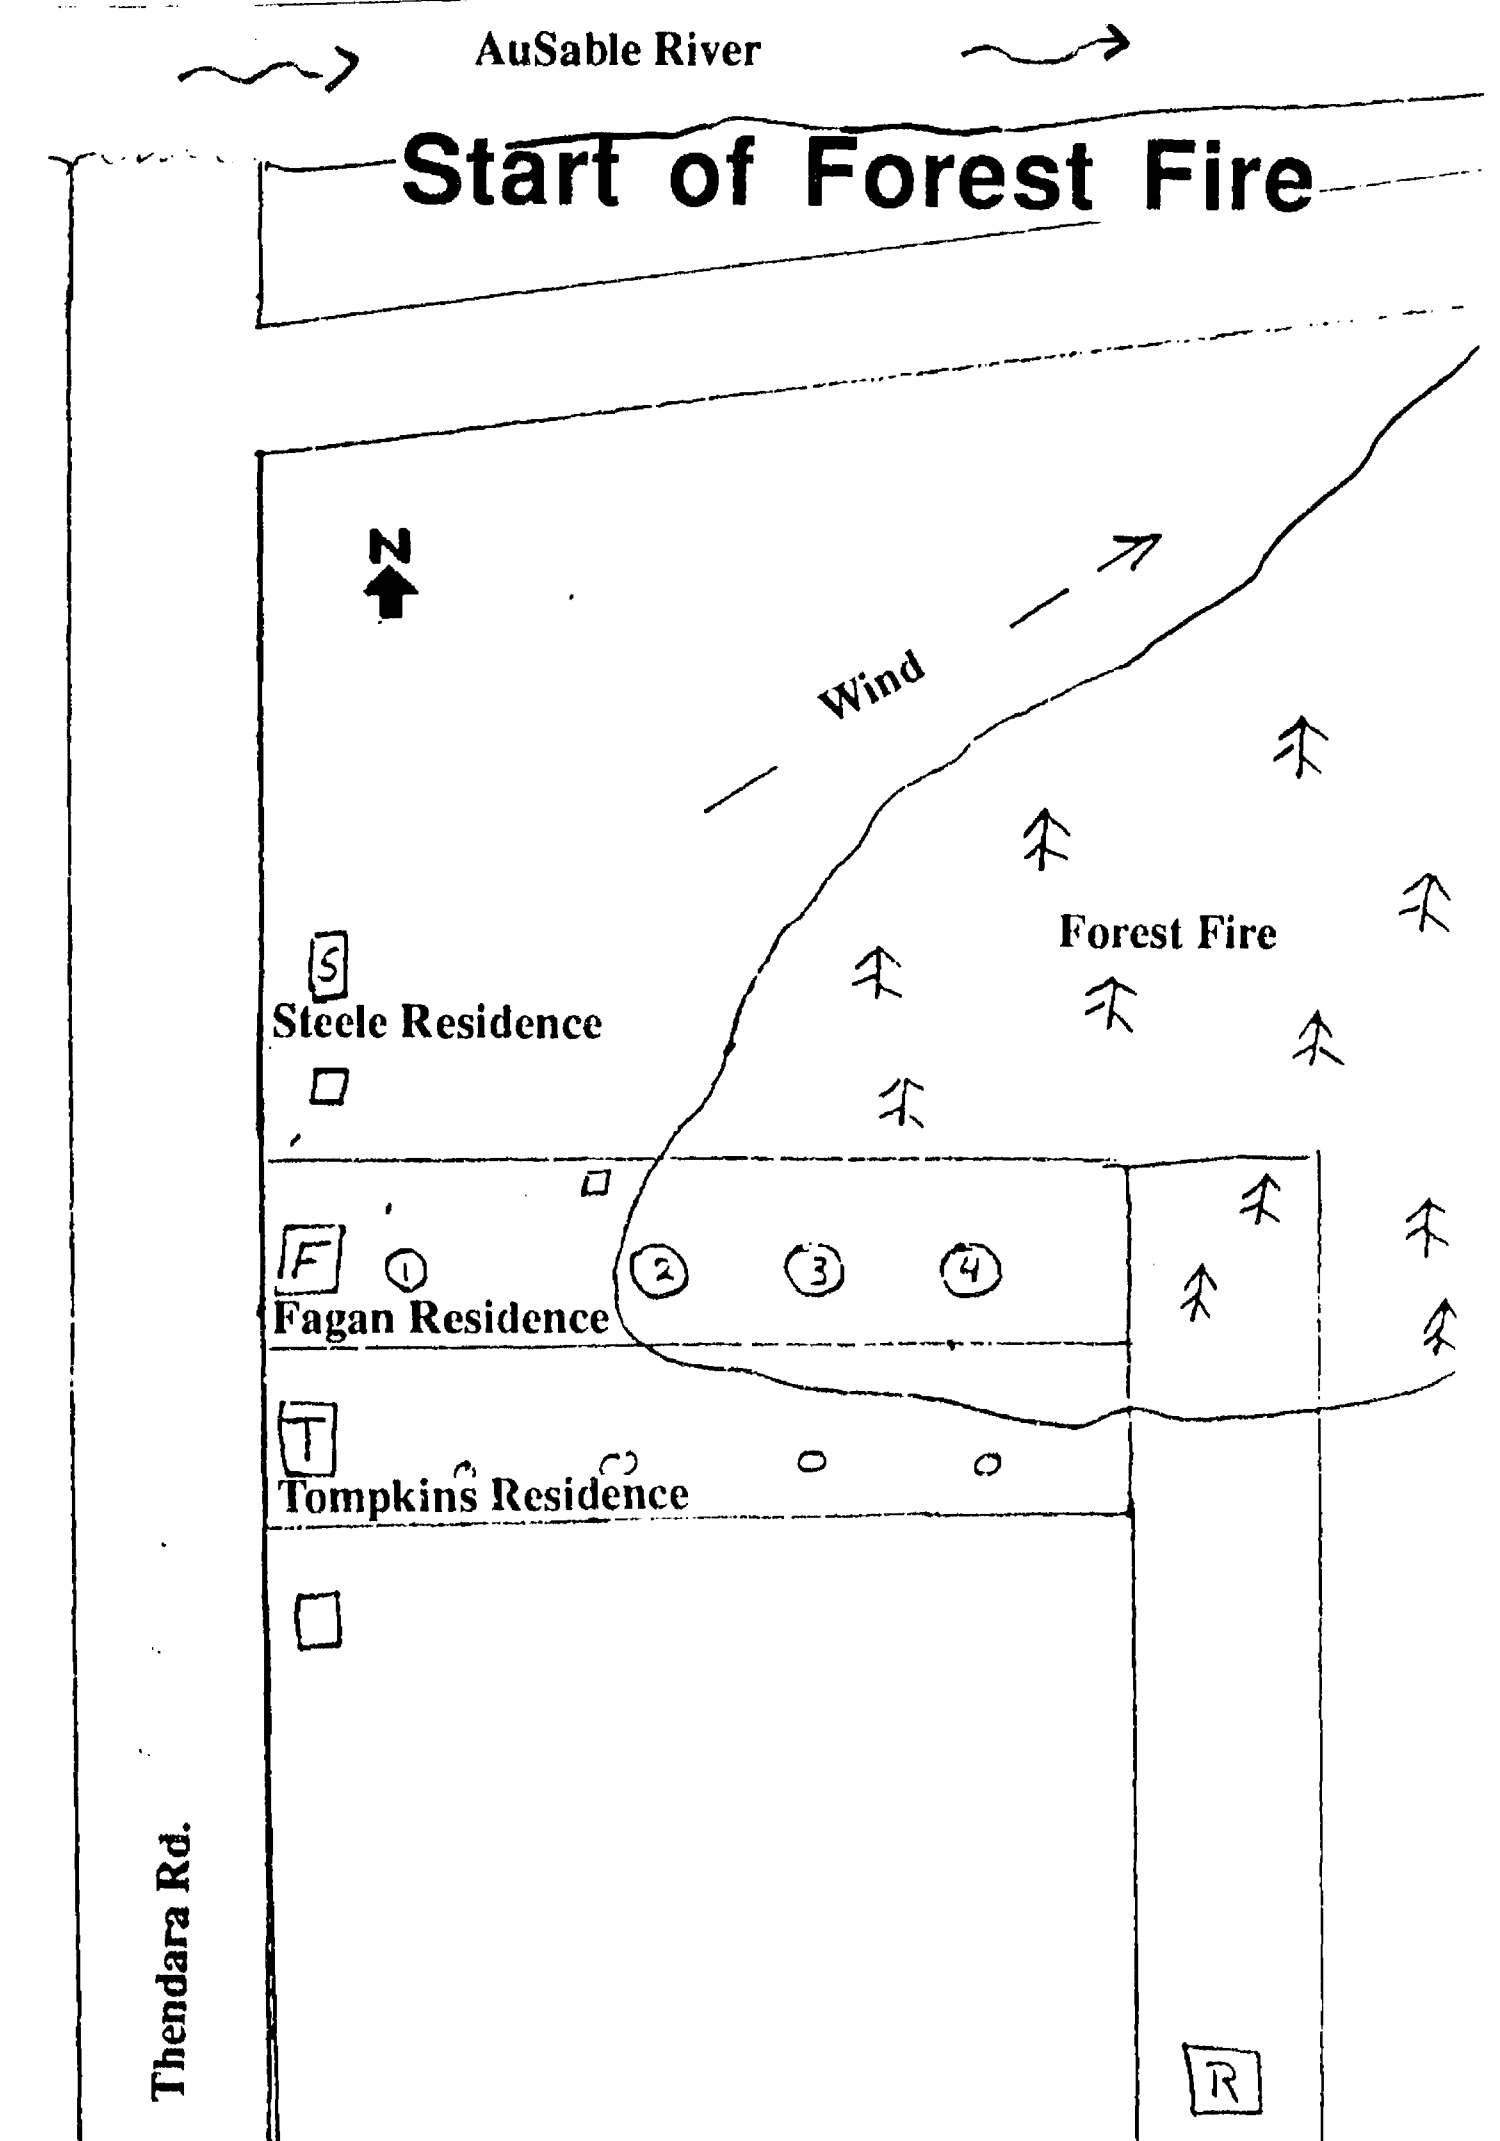 AuSable River
Start of Forest Fire
N
Wind
Forest Fire
S
Steele Residence
F 1 2 3 4
Fagan Residence
T
Tompkins Residence
Thendara Rd.
R